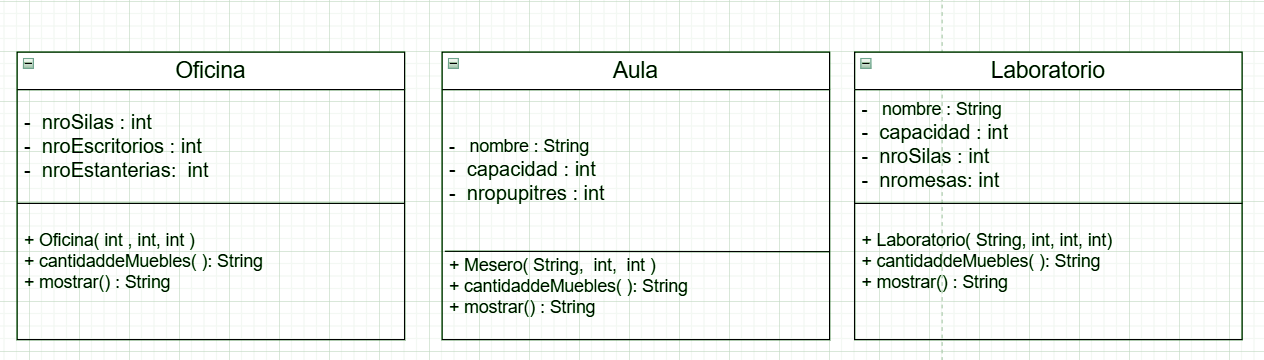 Oficina
- nroSilas : int
- nroEscritorios : int
- nroEstanterias: int
+ Oficina( int , int, int )
+ cantidaddeMuebles( ): String
+ mostrar() : String
Aula
- nombre : String
- capacidad : int
- nropupitres : int
+ Mesero( String, int, int )
+ cantidaddeMuebles( ): String
+ mostrar() : String
Laboratorio
- nombre : String
- capacidad : int
- nroSilas : int
- nromesas: int
+ Laboratorio( String, int, int, int)
+ cantidaddeMuebles( ): String
+ mostrar() : String